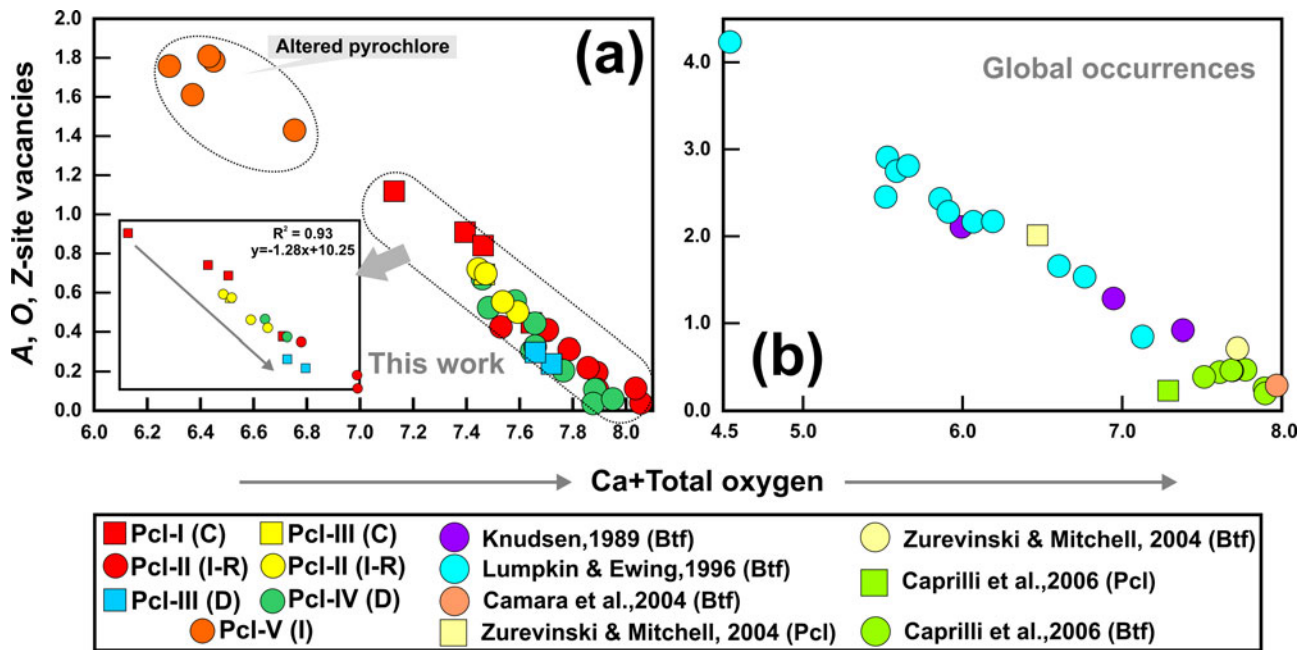 A, O, Z-site vacancies
2.0
1.8
1.6
1.4
1.2
1.0
0.8
0.6
0.4
0.2
0.0
Altered pyrochlore
(a)
R² = 0.93
y=-1.28x+10.25
This work
6.0 6.2 6.4 6.6 6.8 7.0 7.2 7.4 7.6 7.8 8.0
4.0
3.0
2.0
1.0
0.0
Global occurrences
(b)
4.5 5.0 6.0 7.0 8.0
Ca+Total oxygen
Pcl-I (C)
Pcl-II (I-R)
Pcl-III (D)
Pcl-V (I)
Pcl-III (C)
Pcl-II (I-R)
Pcl-IV (D)
Knudsen,1989 (Btf)
Lumpkin & Ewing,1996 (Btf)
Camara et al.,2004 (Btf)
Zurevinski & Mitchell, 2004 (Pcl)
Zurevinski & Mitchell, 2004 (Btf)
Caprilli et al.,2006 (Pcl)
Caprilli et al.,2006 (Btf)